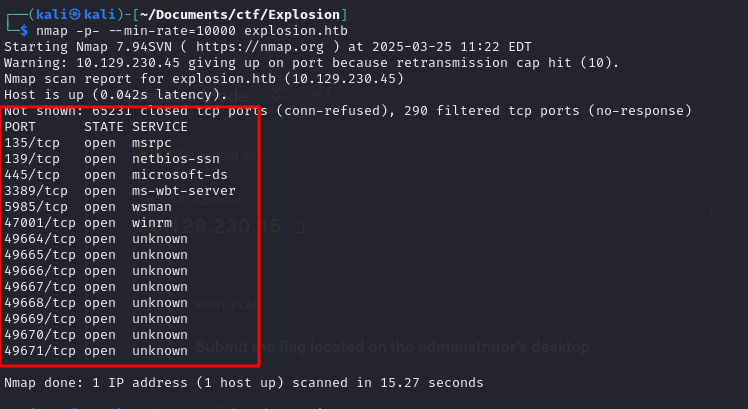 ┌──(kali㉿kali)-[~/Documents/ctf/Explosion]
└─$ nmap -p- --min-rate=10000 explosion.htb
Starting Nmap 7.94SVN ( https://nmap.org ) at 2025-03-25 11:22 EDT
Warning: 10.129.230.45 giving up on port because retransmission cap hit (10).
Nmap scan report for explosion.htb (10.129.230.45)
Host is up (0.042s latency).
Not shown: 65231 closed tcp ports (conn-refused), 290 filtered tcp ports (no-response)
PORT      STATE SERVICE
135/tcp   open  msrpc
139/tcp   open  netbios-ssn
445/tcp   open  microsoft-ds
3389/tcp  open  ms-wbt-server
5985/tcp  open  wsman
IP Address
47001/tcp open  winrm
29.230.45
49664/tcp open  unknown
49665/tcp open  unknown
49666/tcp open  unknown
49667/tcp open  unknown
49668/tcp open  unknown
ROOT FLAG
49669/tcp open  unknown
49670/tcp open  unknown
49671/tcp open  unknown
Submit the flag located on the administrator's desktop.
Nmap done: 1 IP address (1 host up) scanned in 15.27 seconds